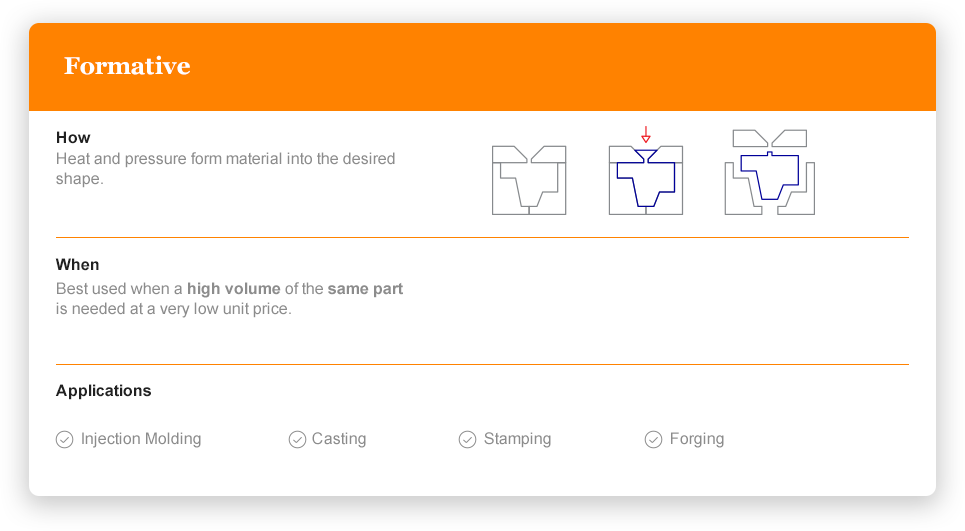 Formative
How
Heat and pressure form material into the desired
shape.
When
Best used when a high volume of the same part
is needed at a very low unit price.
Applications
Injection Molding
Casting
Stamping
Forging